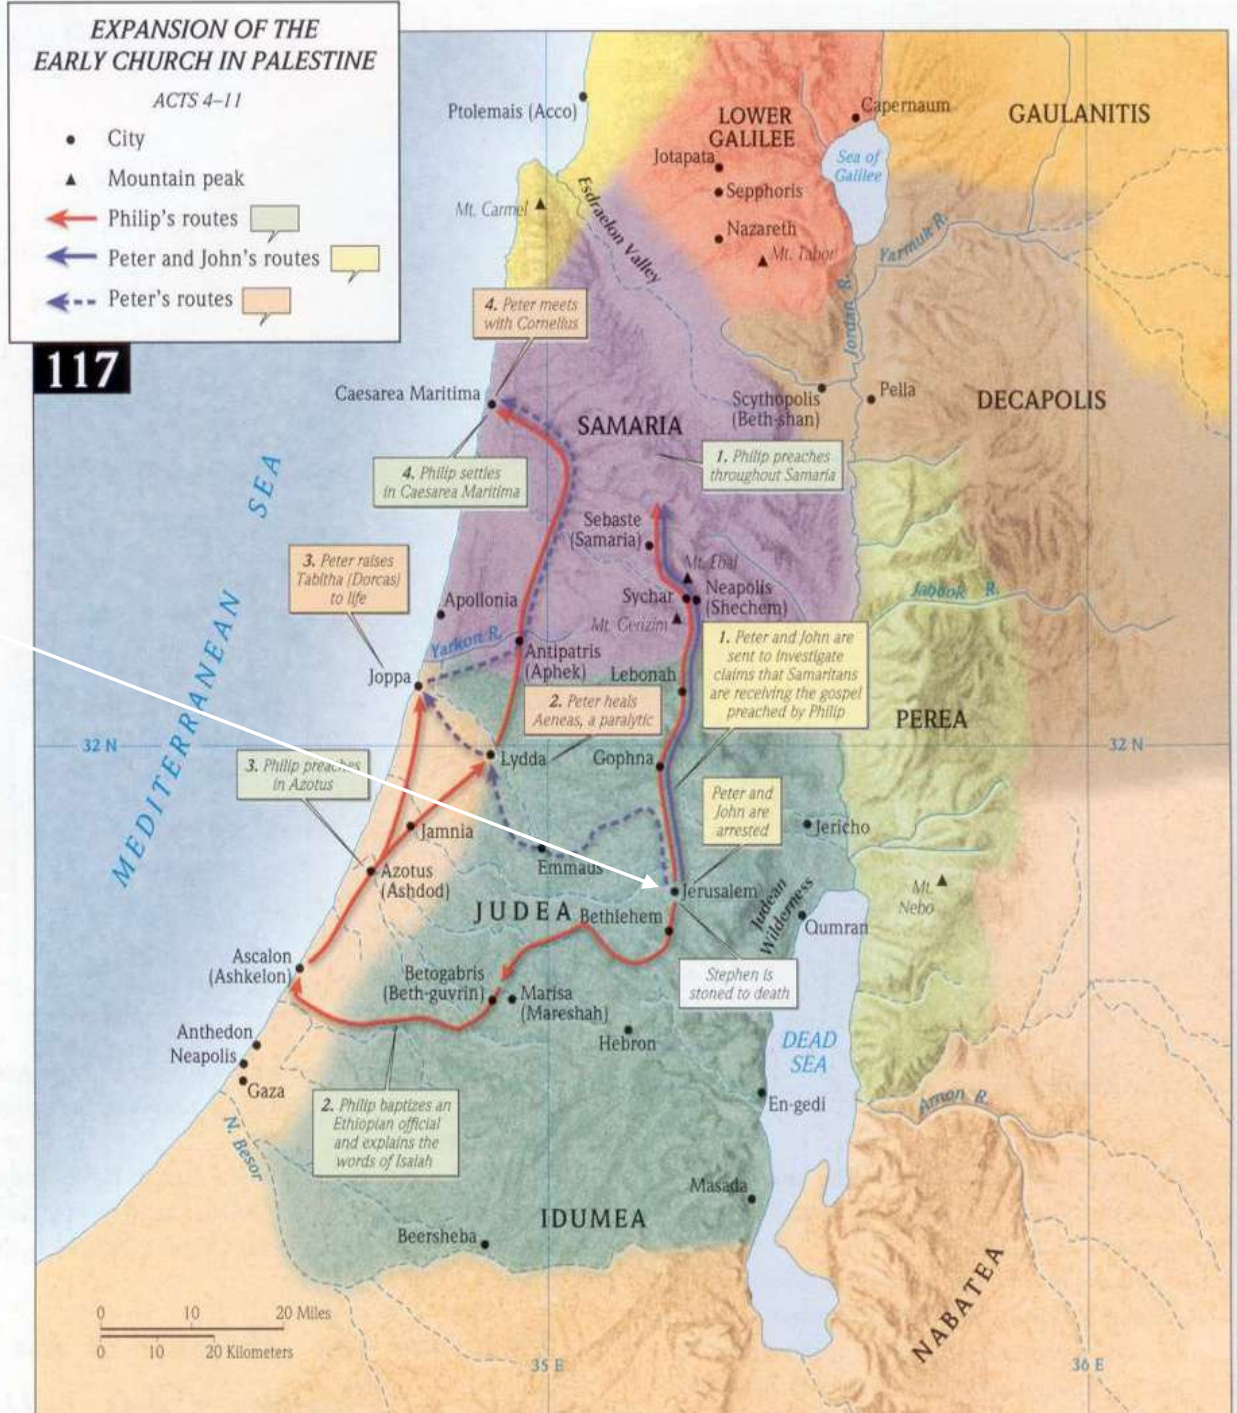 EXPANSION OF THE
EARLY CHURCH IN PALESTINE
ACTS 4–11
City
Mountain peak
Philip's routes
Peter and John's routes
Peter's routes
117
Ptolemais (Acco)
LOWER
GALILEE
Capernaum
GAULANITIS
Jotapata
Sea of
Galilee
Sepphoris
Mt. Carmel
Esdraelon Valley
Nazareth
Mt. Tabor
Yarmuk R.
Jordan R.
4. Peter meets
with Cornelius
Caesarea Maritima
Scythopolis
(Beth-shan)
Pella
DECAPOLIS
SAMARIA
1. Philip preaches
throughout Samaria
4. Philip settles
in Caesarea Maritima
MEDITERRANEAN SEA
Sebaste
(Samaria)
3. Peter raises
Tabitha (Dorcas)
to life
Mt. Ebal
Apollonia
Sychar
Neapolis
(Shechem)
Jabbok R.
Mt. Gerizim
Yarkon R.
Antipatris
(Aphek)
1. Peter and John are
sent to investigate
claims that Samaritans
are receiving the gospel
preached by Philip
Joppa
Lebonah
2. Peter heals
Aeneas, a paralytic
PEREA
32 N
32 N
Lydda
Gophna
3. Philip preaches
in Azotus
Peter and
John are
arrested
Jamnia
Jericho
Emmaus
Azotus
(Ashdod)
Jerusalem
Mt.
Nebo
JUDEA
Bethlehem
Judean
Wilderness
Qumran
Ascalon
(Ashkelon)
Betogabris
(Beth-guvrin)
Marisa
(Mareshah)
Stephen is
stoned to death
Anthedon
Hebron
DEAD
SEA
Neapolis
Gaza
En-gedi
Arnon R.
2. Philip baptizes an
Ethiopian official
and explains the
words of Isaiah
N. Besor
Masada
IDUMEA
Beersheba
NABATEA
0 10 20 Miles
0 10 20 Kilometers
35 E
36 E